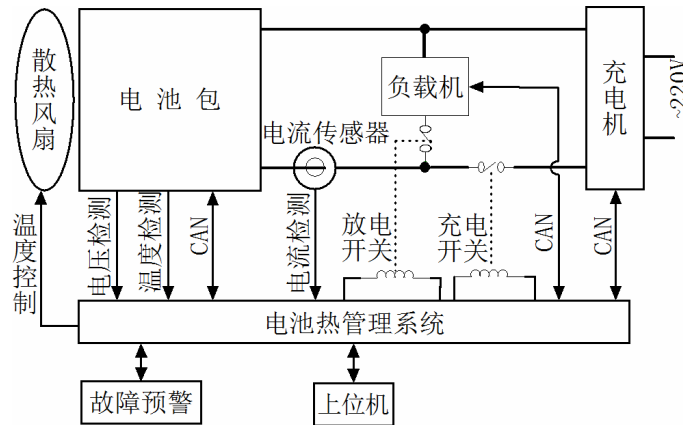 散热风扇
电池包
负载机
充电机
~220V
电流传感器
温度控制
电压检测
温度检测
CAN
电流检测
放电
开关
充电
开关
CAN
CAN
电池热管理系统
故障预警
上位机